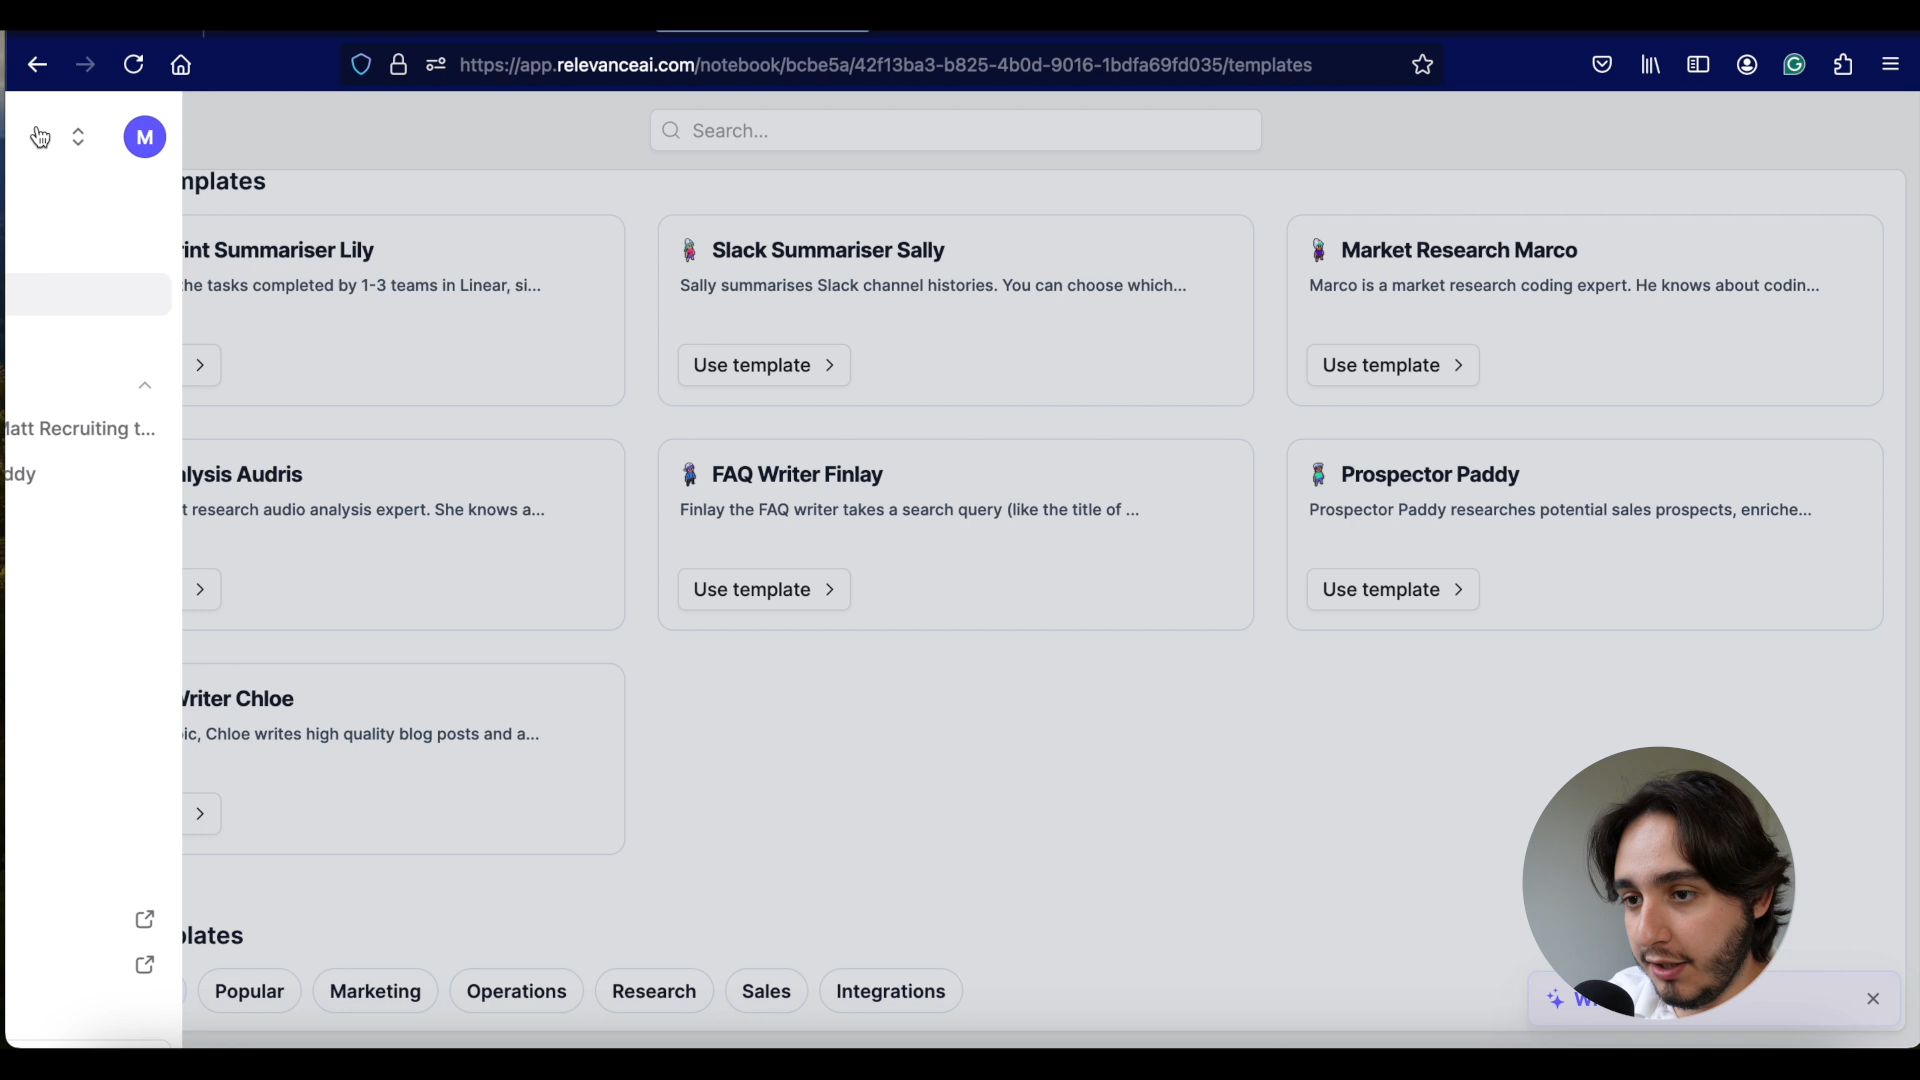 https://app.relevanceai.com/notebook/bcbe5a/42f13ba3-b825-4b0d-9016-1bdfa69fd035/templates
M
Search...
mplates
int Summariser Lily
he tasks completed by 1-3 teams in Linear, si...
Slack Summariser Sally
Sally summarises Slack channel histories. You can choose which...
Use template
Market Research Marco
Marco is a market research coding expert. He knows about codin...
Use template
Matt Recruiting t...
ddy
lysis Audris
t research audio analysis expert. She knows a...
FAQ Writer Finlay
Finlay the FAQ writer takes a search query (like the title of ...
Use template
Prospector Paddy
Prospector Paddy researches potential sales prospects, enriche...
Use template
Writer Chloe
ic, Chloe writes high quality blog posts and a...
plates
Popular
Marketing
Operations
Research
Sales
Integrations